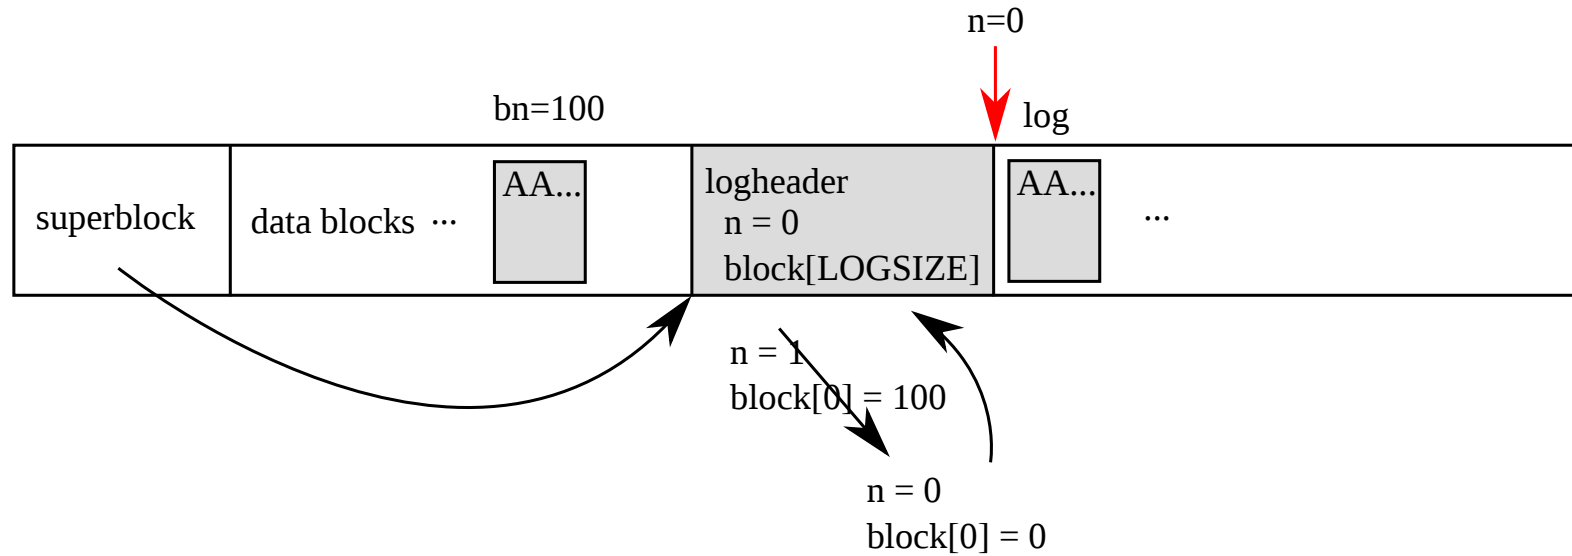 n=0
bn=100
log
superblock
data blocks ...
AA...
logheader
n = 0
block[LOGSIZE]
AA...
...
n = 1
block[0] = 100
n = 0
block[0] = 0